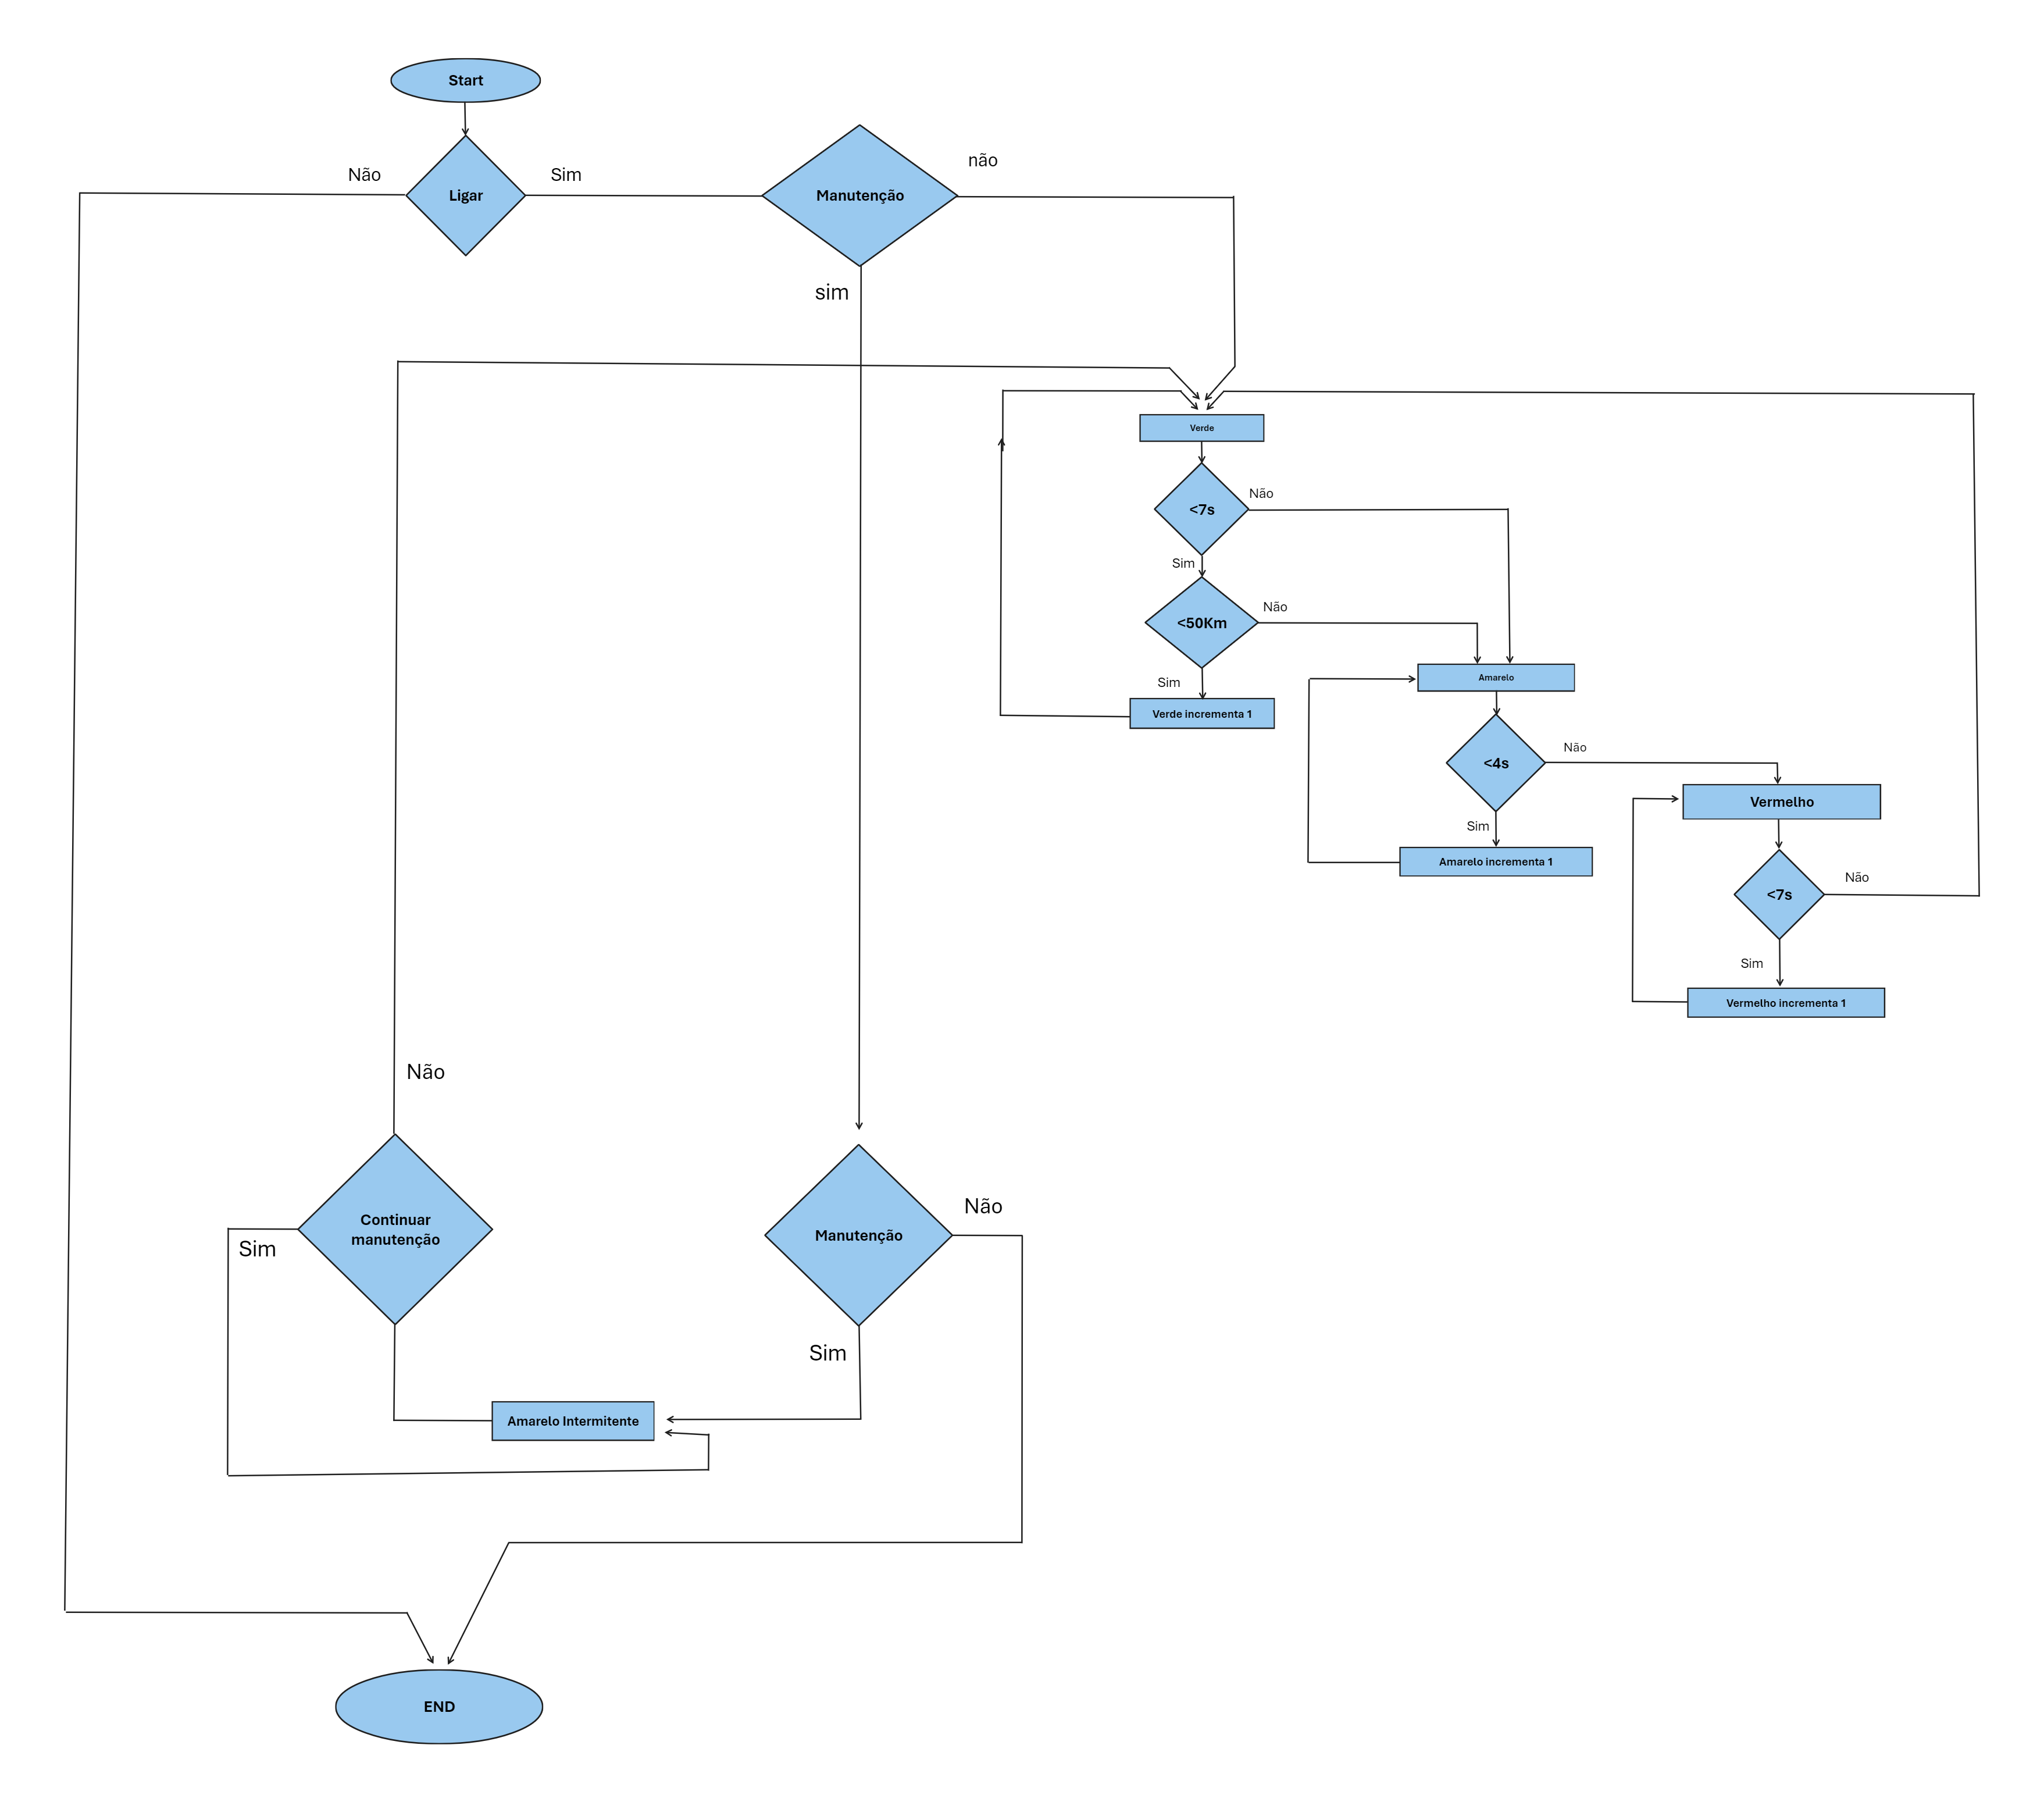 Start
Não
Sim
Ligar
Manutenção
não
sim
Verde
<7s
Não
Sim
<50Km
Não
Sim
Verde incrementa 1
Amarelo
<4s
Não
Sim
Amarelo incrementa 1
Vermelho
<7s
Não
Sim
Vermelho incrementa 1
Não
Continuar
manutenção
Sim
Manutenção
Não
Sim
Amarelo Intermitente
END